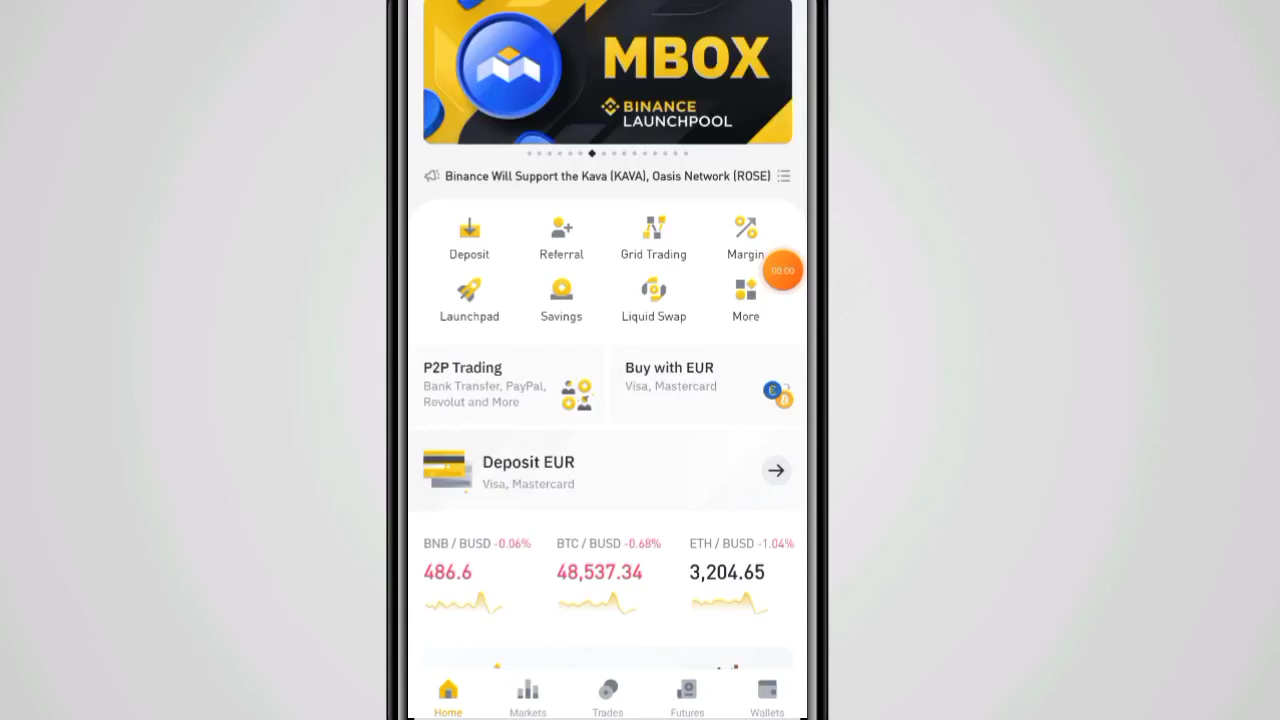 MBOX
BINANCE
LAUNCHPOOL
Binance Will Support the Kava (KAVA), Oasis Network (ROSE)
Deposit
Referral
Grid Trading
Margin
00:00
Launchpad
Savings
Liquid Swap
More
P2P Trading
Bank Transfer, PayPal,
Revolut and More
Buy with EUR
Visa, Mastercard
Deposit EUR
Visa, Mastercard
BNB / BUSD -0.06%
486.6
BTC / BUSD -0.68%
48,537.34
ETH / BUSD -1.04%
3,204.65
Home
Markets
Trades
Futures
Wallets